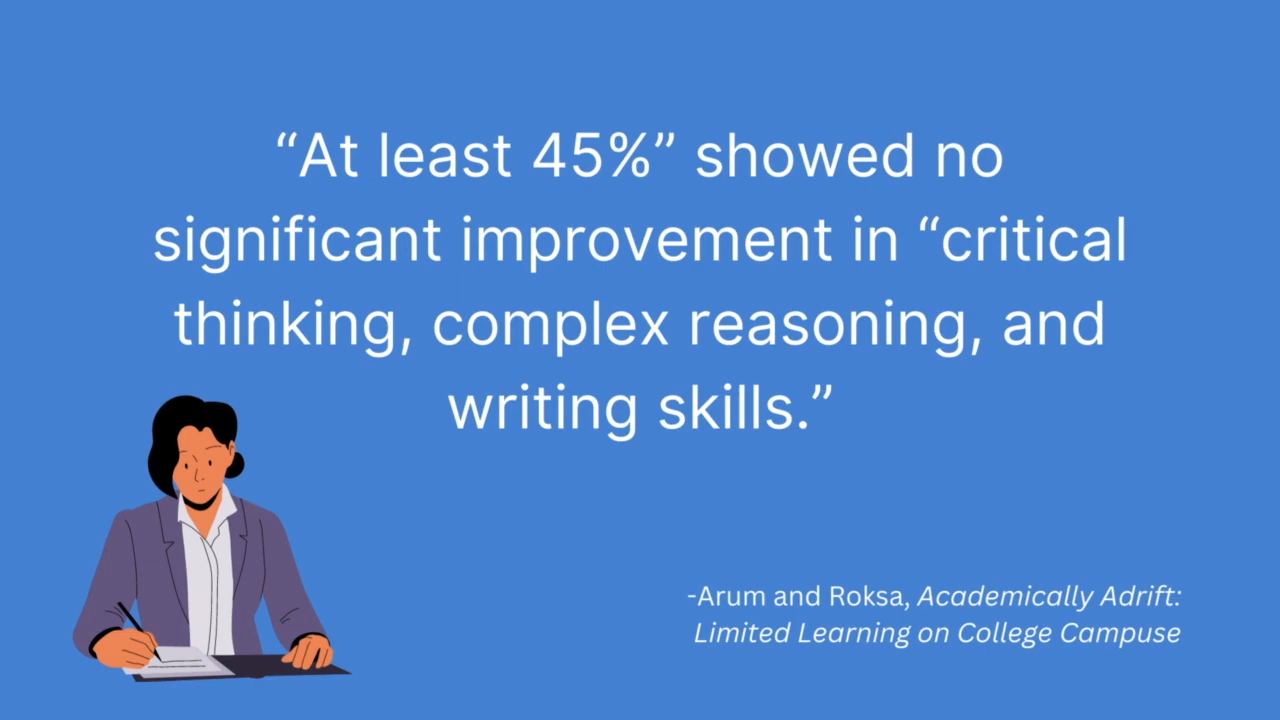 “At least 45%” showed no
significant improvement in “critical
thinking, complex reasoning, and
writing skills.”
-Arum and Roksa, Academically Adrift:
Limited Learning on College Campuse